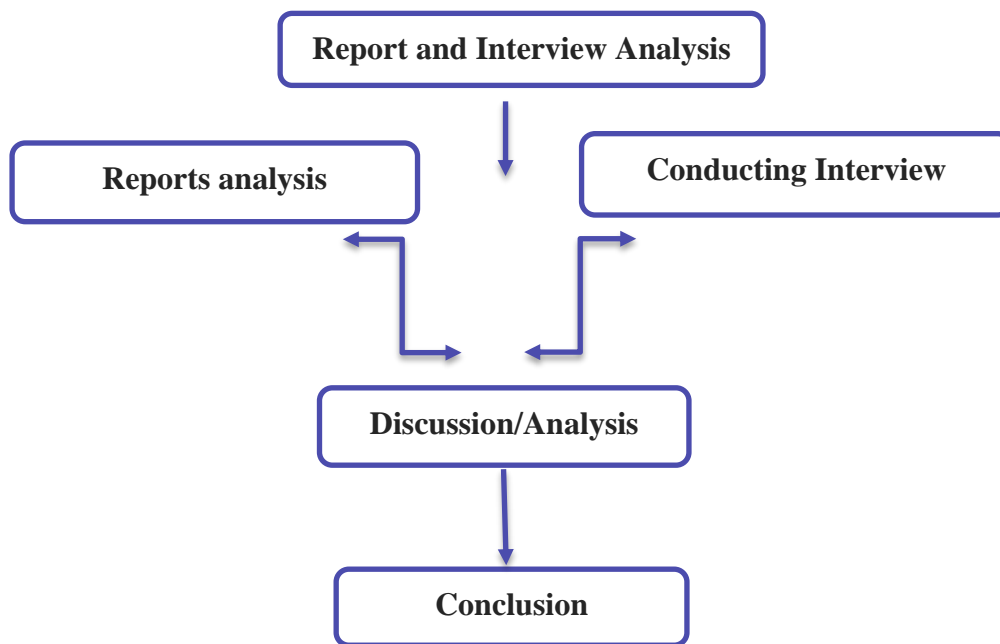 Report and Interview Analysis
Reports analysis
Conducting Interview
Discussion/Analysis
Conclusion